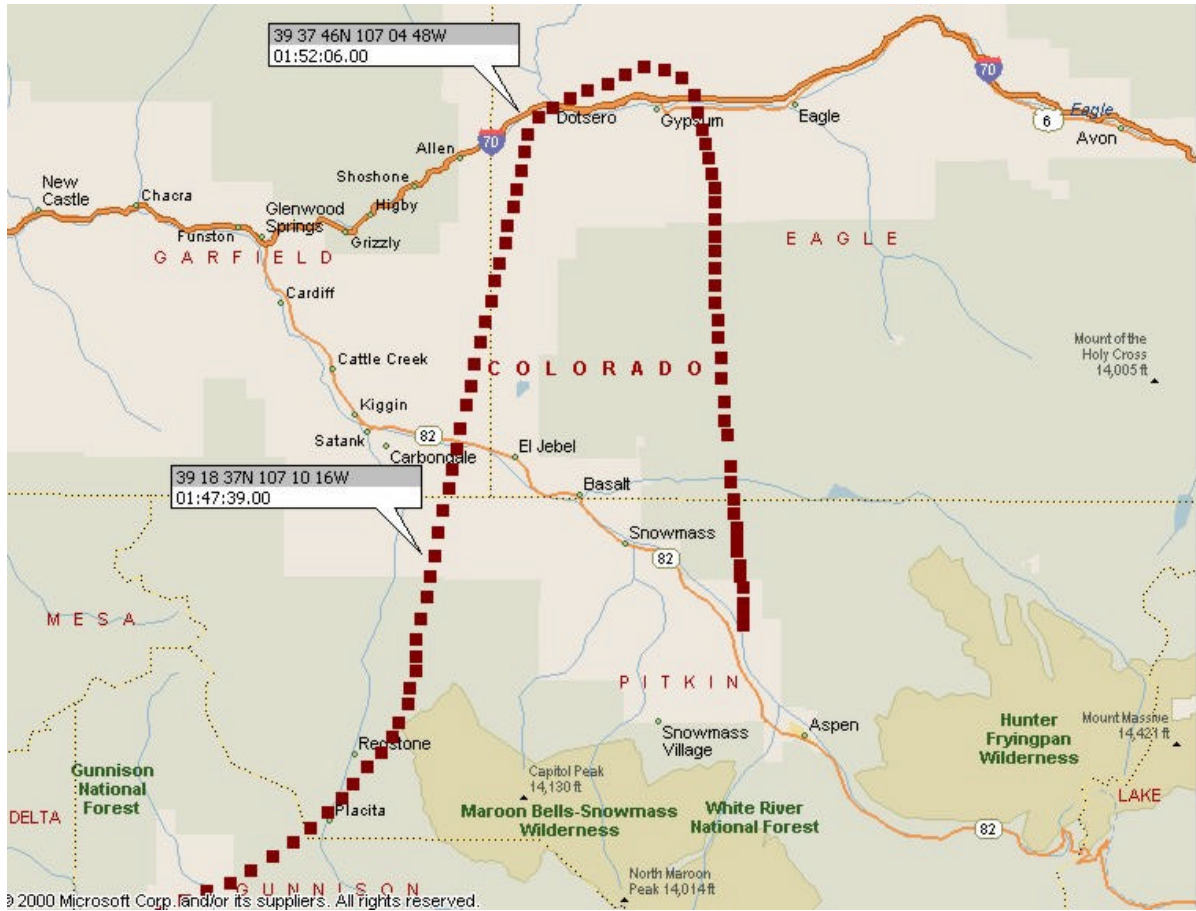 39 37 46N 107 04 48W
01:52:06.00
70
Dotsero
Gypsum
Eagle
Eagle
6
Avon
70
Allen
Shoshone
New
Castle
Chacra
Higby
Glenwood
Springs
Funston
Grizzly
GARFIELD
EAGLE
Cardiff
Mount of the
Holy Cross
14,005 ft
Cattle Creek
COLORADO
Kiggin
Satank
82
Carbondale
El Jebel
39 18 37N 107 10 16W
01:47:39.00
Basalt
Snowmass
82
MESA
PITKIN
Redstone
Snowmass
Village
Aspen
Hunter
Fryingpan
Wilderness
Mount Massive
14,421 ft
Gunnison
National
Forest
Capitol Peak
14,130 ft
DELTA
Placita
Maroon Bells-Snowmass
Wilderness
White River
National Forest
LAKE
82
North Maroon
Peak 14,014 ft
GUNNISON
© 2000 Microsoft Corp. and/or its suppliers. All rights reserved.